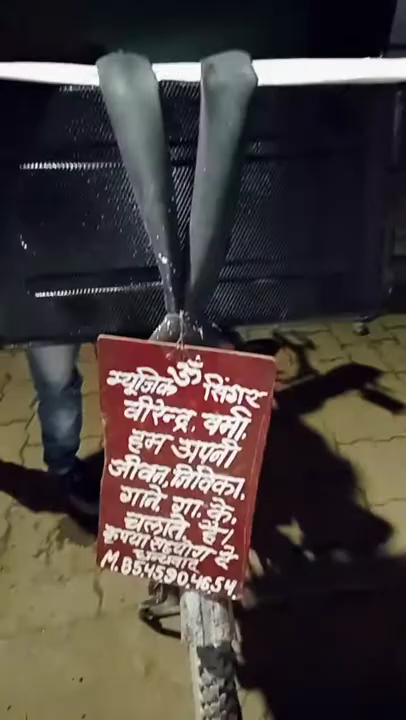 ॐ
म्यूजिक सिंगर
वीरेन्द्र. वर्मा.
हम अपनी
जीवन, जिविका.
गाने. गा. के.
चलाते. है।
कृपया सहयोग दे
धन्यवाद
M. 8545904654.